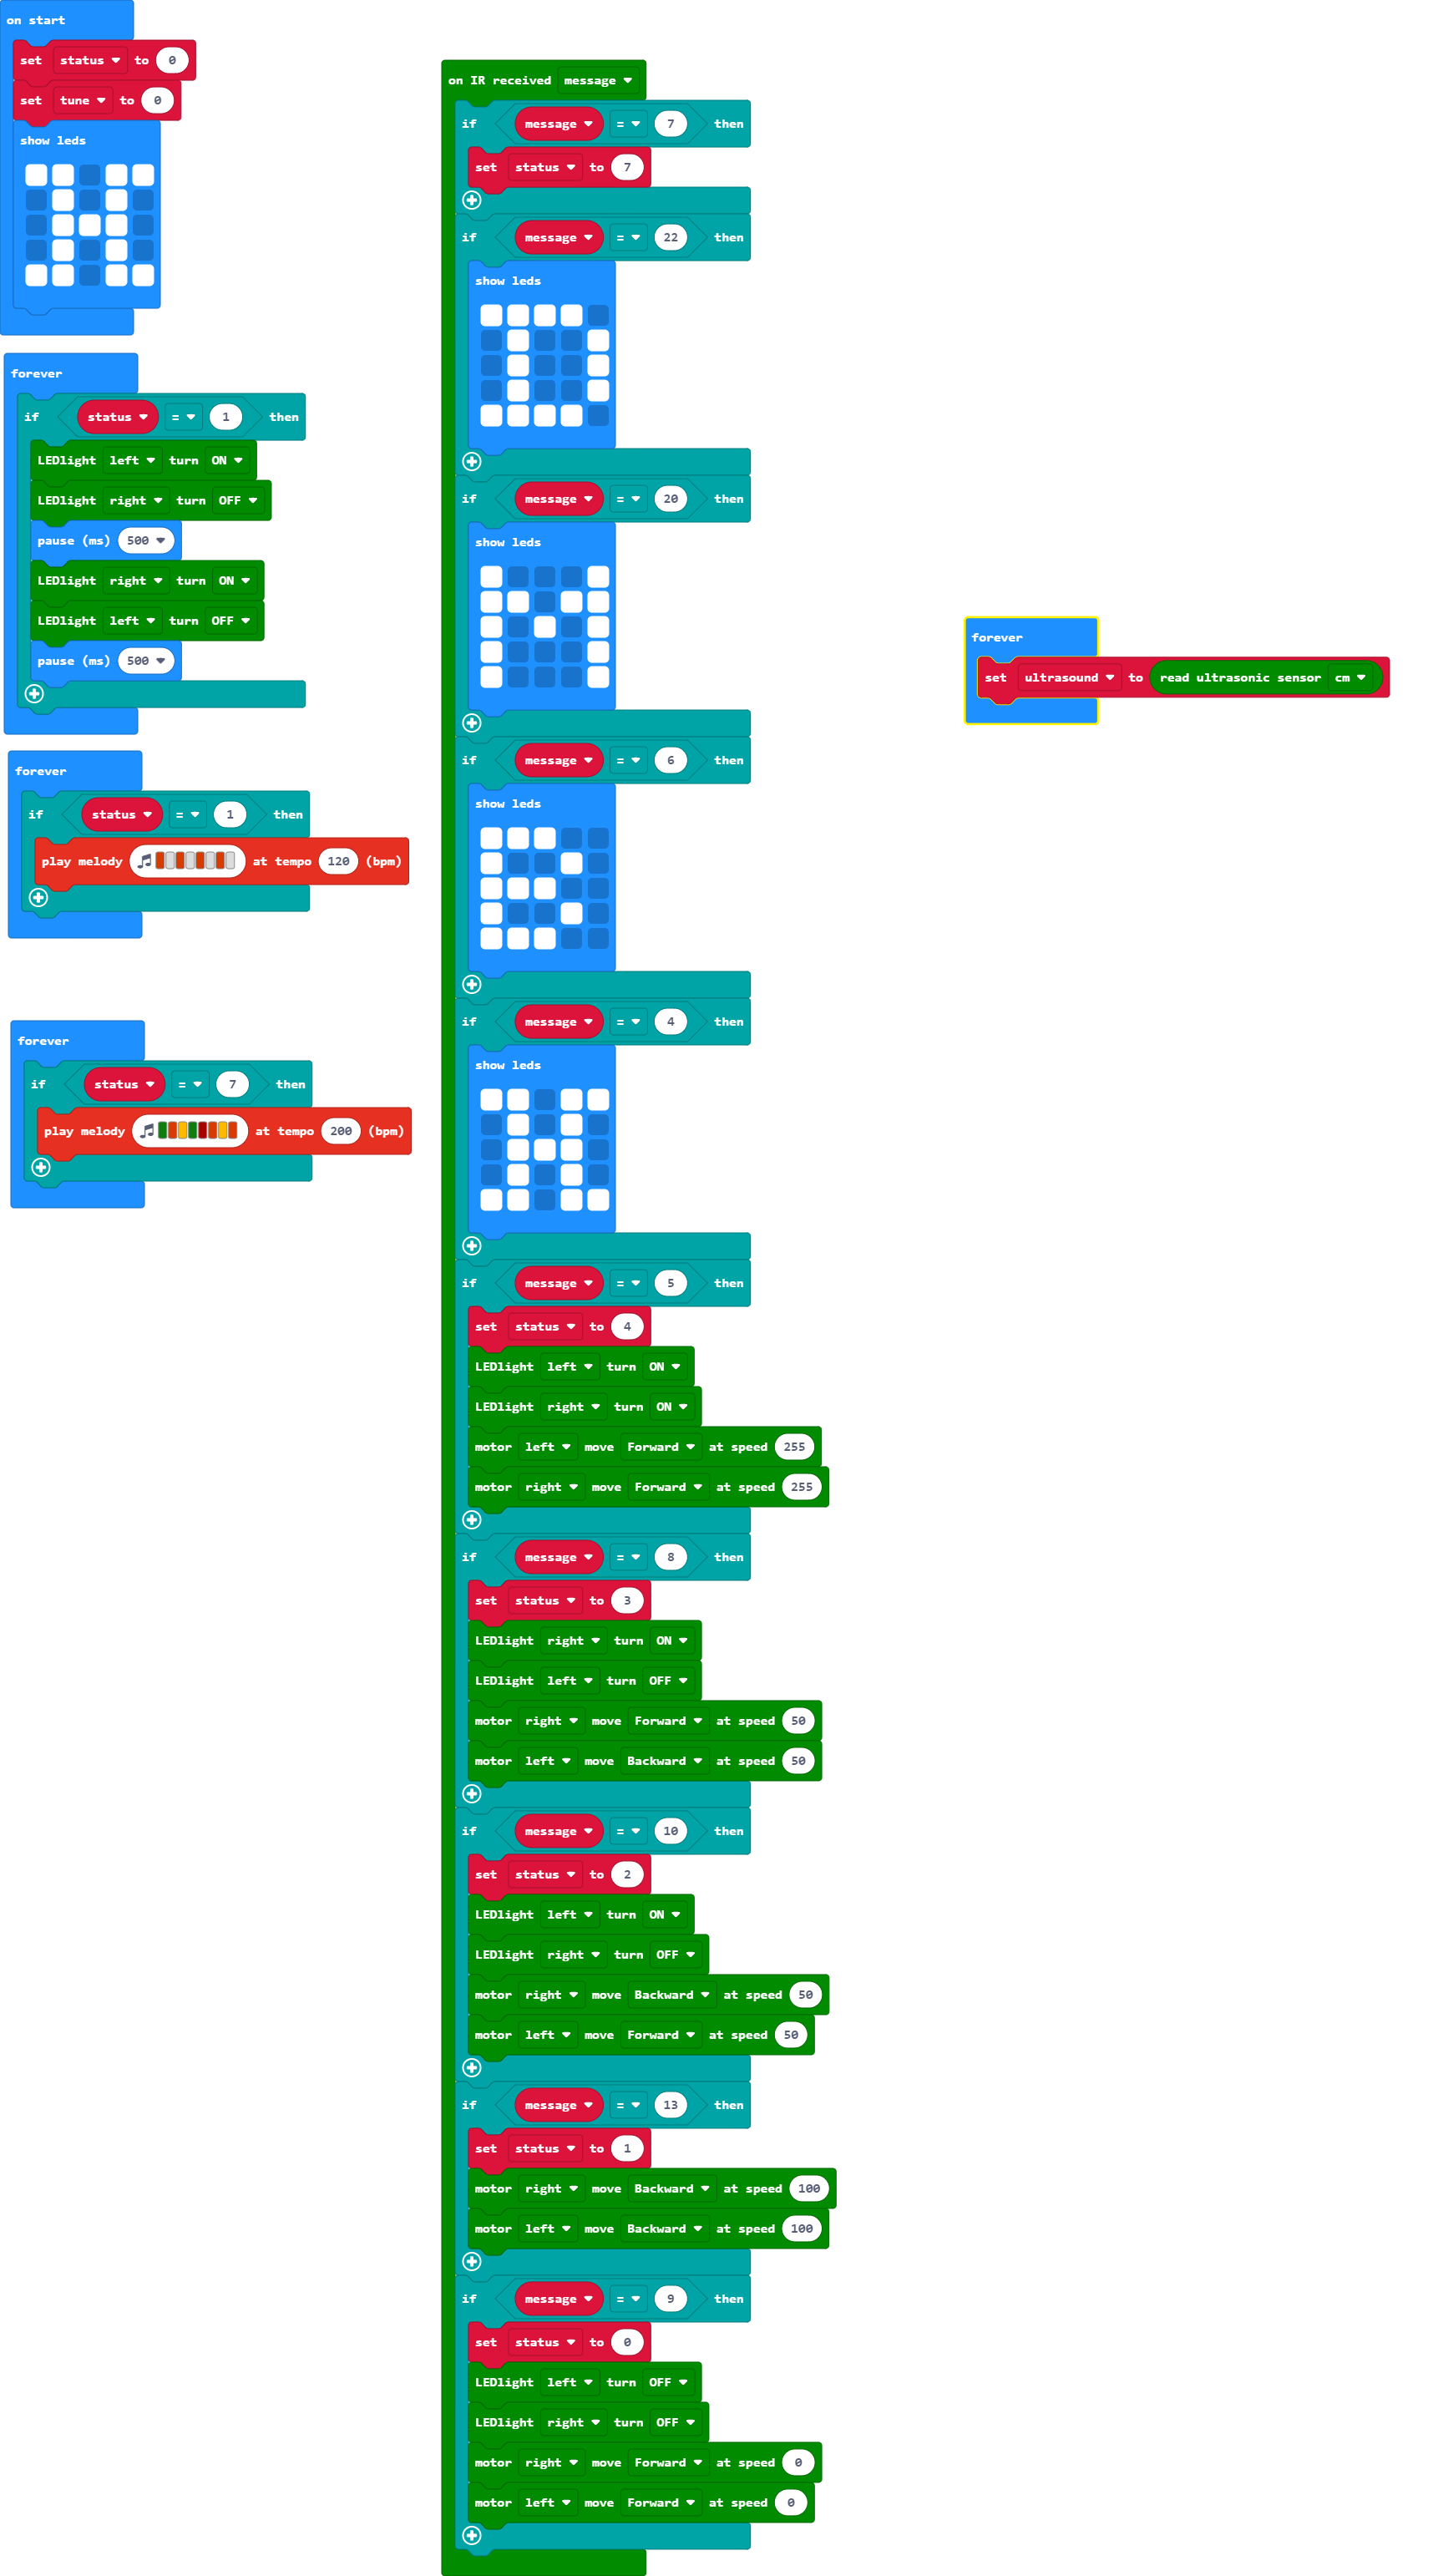 on start
set status to 0
set tune to 0
show leds
forever
if status = 1 then
LEDlight left turn ON
LEDlight right turn OFF
pause (ms) 500
LEDlight right turn ON
LEDlight left turn OFF
pause (ms) 500
forever
if status = 1 then
play melody at tempo 120 (bpm)
forever
if status = 7 then
play melody at tempo 200 (bpm)
on IR received message
if message = 7 then
set status to 7
if message = 22 then
show leds
if message = 20 then
show leds
if message = 6 then
show leds
if message = 4 then
show leds
if message = 5 then
set status to 4
LEDlight left turn ON
LEDlight right turn ON
motor left move Forward at speed 255
motor right move Forward at speed 255
if message = 8 then
set status to 3
LEDlight right turn ON
LEDlight left turn OFF
motor right move Forward at speed 50
motor left move Backward at speed 50
if message = 10 then
set status to 2
LEDlight left turn ON
LEDlight right turn OFF
motor right move Backward at speed 50
motor left move Forward at speed 50
if message = 13 then
set status to 1
motor right move Backward at speed 100
motor left move Backward at speed 100
if message = 9 then
set status to 0
LEDlight left turn OFF
LEDlight right turn OFF
motor right move Forward at speed 0
motor left move Forward at speed 0
forever
set ultrasound to read ultrasonic sensor cm